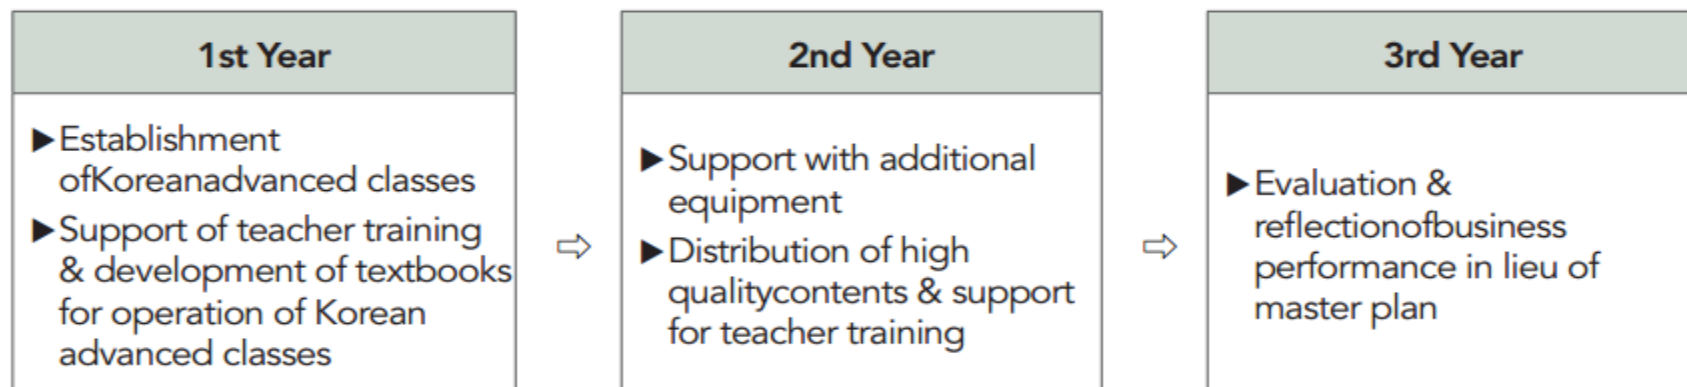 1st Year
▶Establishment
ofKoreanadvanced classes
▶Support of teacher training
& development of textbooks
for operation of Korean
advanced classes
⇨
2nd Year
▶Support with additional
equipment
▶Distribution of high
qualitycontents & support
for teacher training
⇨
3rd Year
▶Evaluation &
reflectionofbusiness
performance in lieu of
master plan